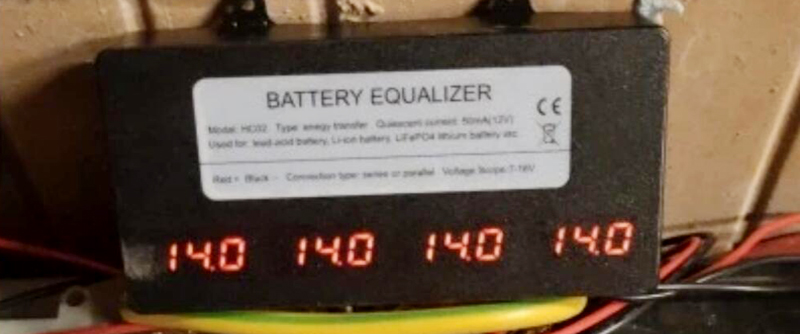 BATTERY EQUALIZER
CE
Model: HC02 Type: enegy transfer Quiescent current: 50mA(12V)
Used for: lead-acid battery, Li-ion battery, LiFePO4 lithium battery etc.
Red + Black - Connection type: series or parallel Voltage Scope:7-16V
14.0 14.0 14.0 14.0